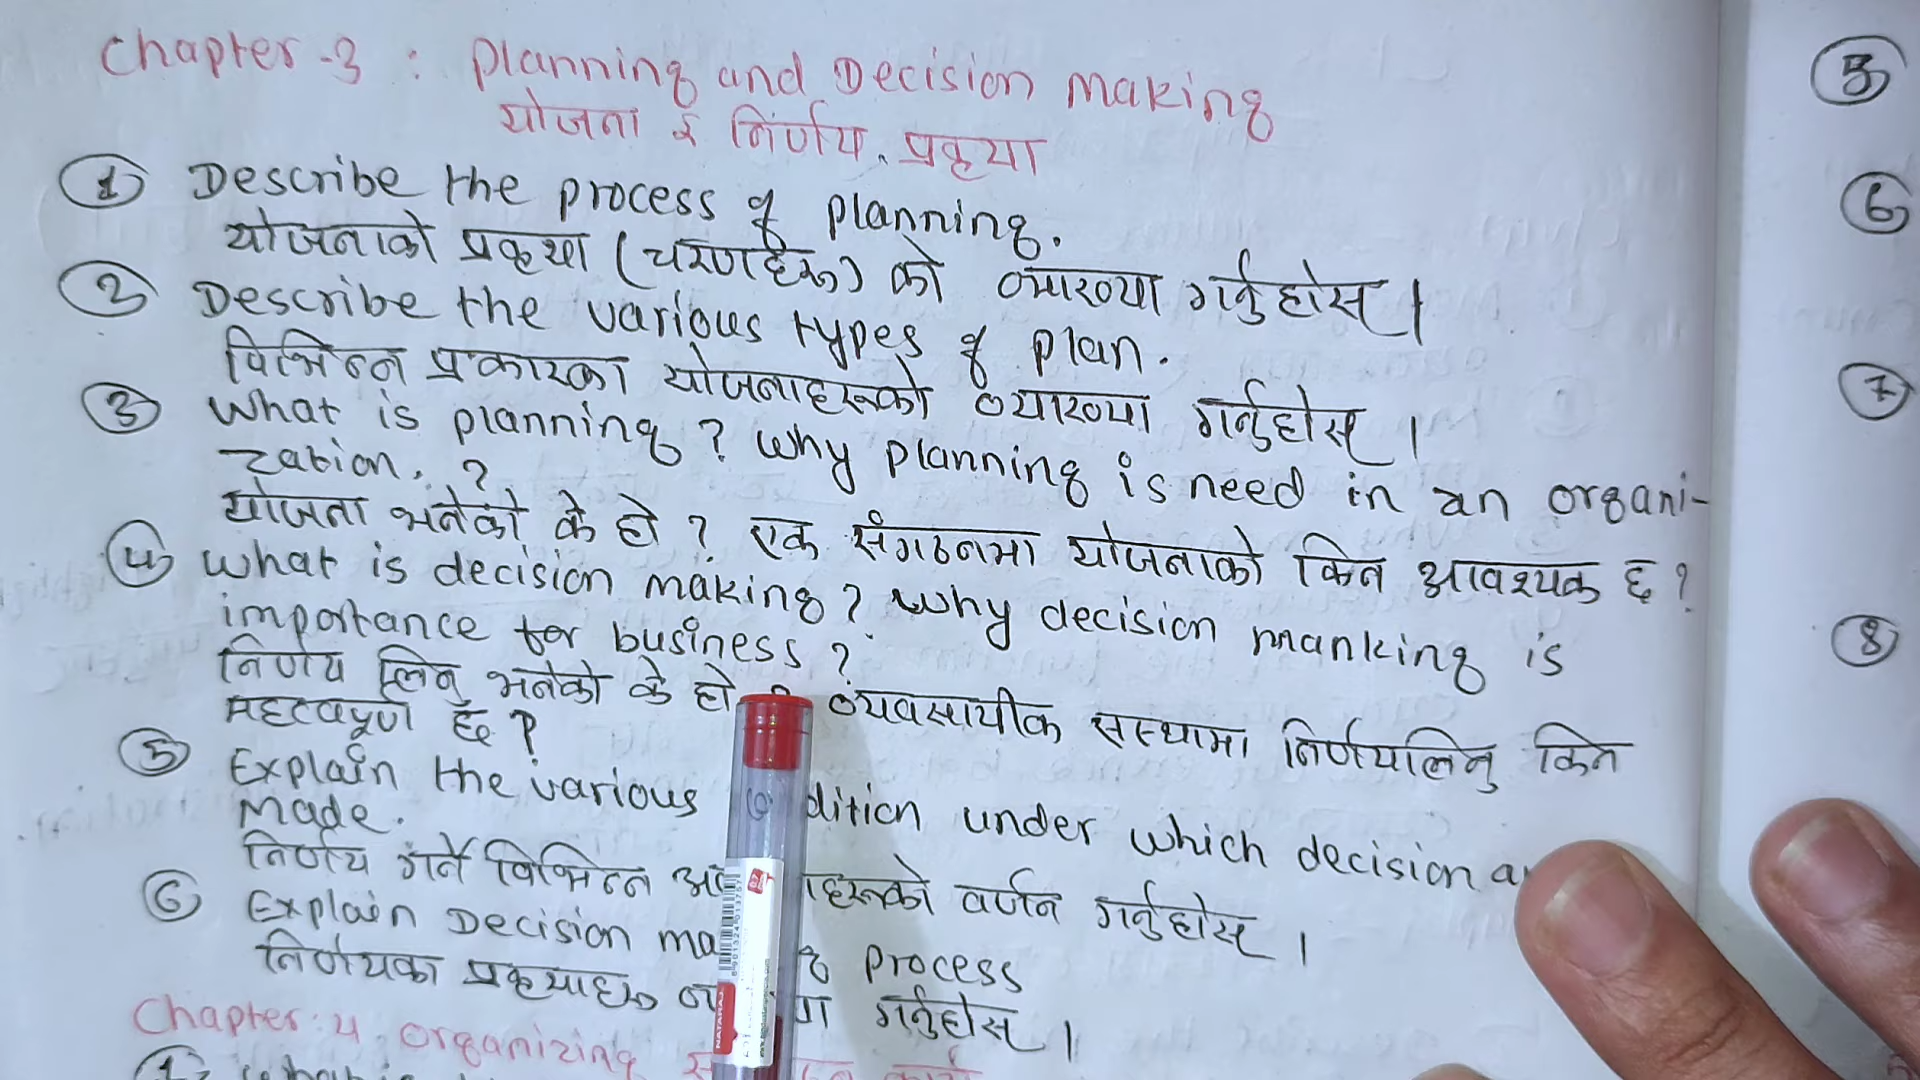 Chapter-3 : Planning and Decision Making
योजना र निर्णय प्रकृया
① Describe the process of planning.
योजनाको प्रकृया (चरणहरू) को व्याख्या गर्नुहोस् ।
② Describe the various types of plan.
विभिन्न प्रकारका योजनाहरूको व्याख्या गर्नुहोस् ।
③ What is planning? Why planning is need in an organi-
zation. ?
योजना भनेको के हो ? एक संगठनमा योजनाको किन आवश्यक छ ?
④ What is decision making? Why decision manking is
importance for business ?
निर्णय लिनु भनेको के हो ? व्यवसायीक संस्थामा निर्णयलिनु किन
महत्वपूर्ण छ ?
⑤ Explain the various under which decision
made.
निर्णय गर्ने विभिन्न वर्णन गर्नुहोस् ।
⑥ Explain Decision process
निर्णयका प्रकृयाहरू गर्नुहोस् ।
Chapter: 4 Organizing
①
5
6
7
8
NATARAJ